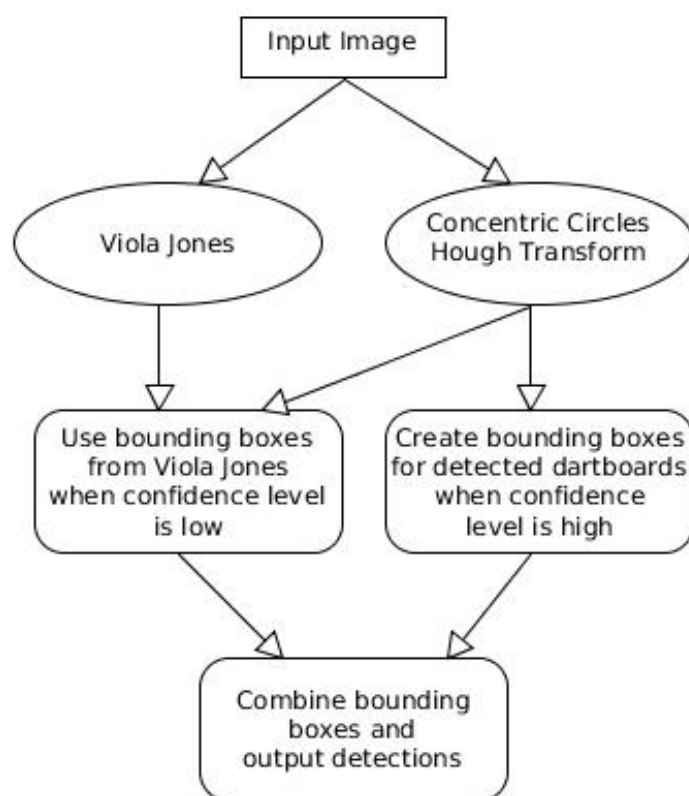 Input Image
Viola Jones
Concentric Circles
Hough Transform
Use bounding boxes
from Viola Jones
when confidence level
is low
Create bounding boxes
for detected dartboards
when confidence
level is high
Combine bounding
boxes and
output detections